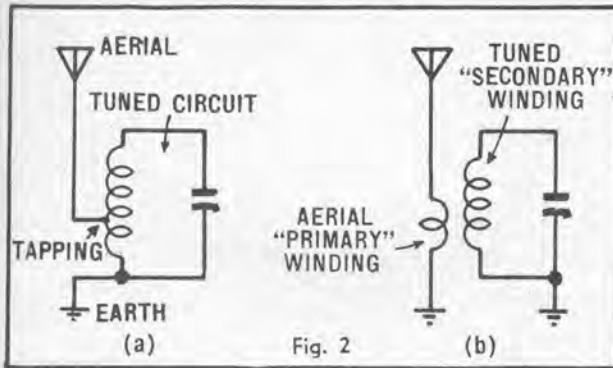 AERIAL
TUNED CIRCUIT
TAPPING
EARTH
(a)
TUNED
"SECONDARY"
WINDING
AERIAL
"PRIMARY"
WINDING
(b)
Fig. 2